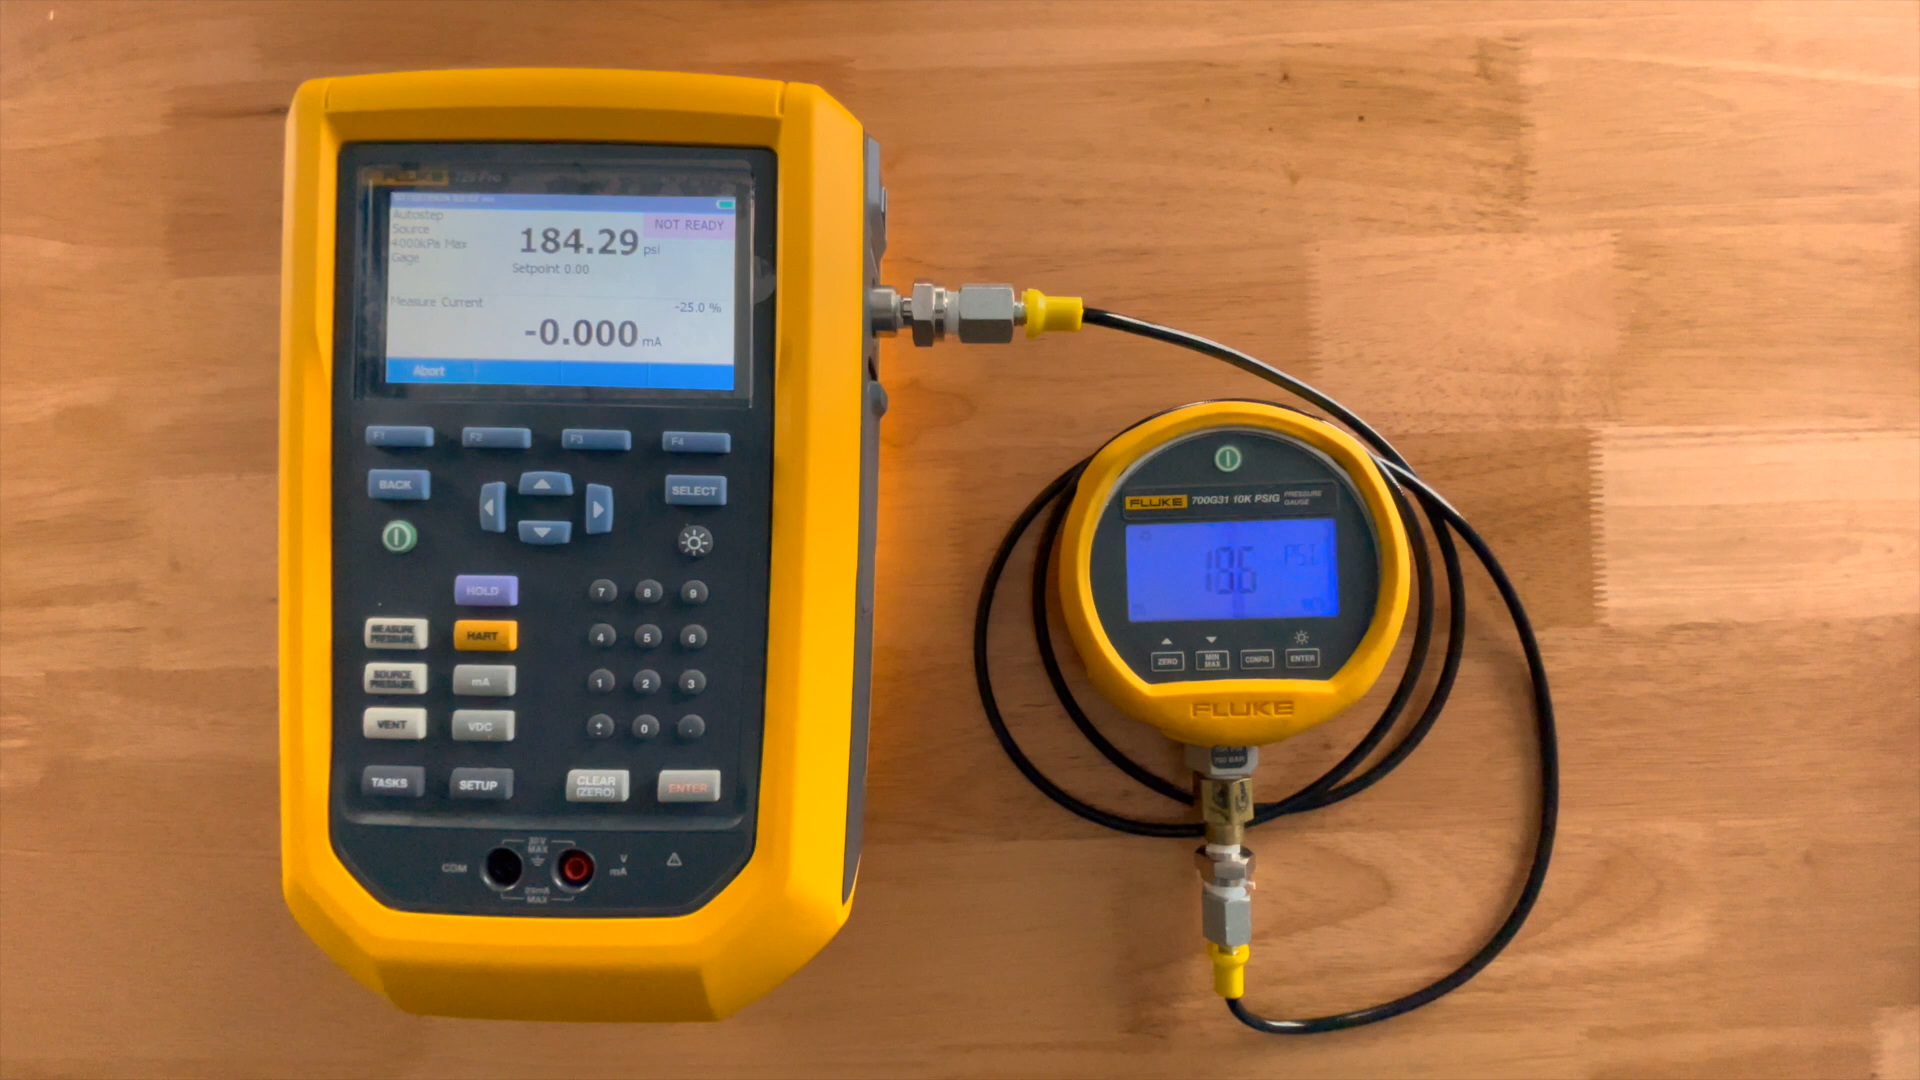 FLUKE 729 Pro
Autostep
NOT READY
Source
184.29 psi
4000kPa Max
Gage
Setpoint 0.00
Measure Current
-25.0 %
-0.000 mA
Abort
F1 F2 F3 F4
BACK
SELECT
HOLD
7 8 9
MEASURE PRESSURE
HART
4 5 6
SOURCE PRESSURE
mA
1 2 3
VENT
VDC
± 0 .
TASKS
SETUP
CLEAR (ZERO)
ENTER
30V MAX
COM
V mA
MAX
FLUKE 700G31 10K PSIG PRESSURE GAUGE
186 PSI
ZERO
MIN MAX
CONFIG
ENTER
FLUKE